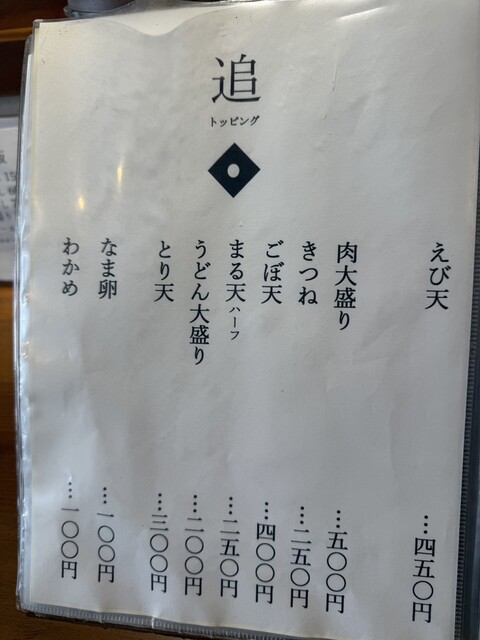 追
トッピング
えび天 …四五〇円
肉大盛り …五〇〇円
きつね …二五〇円
ごぼ天 …四〇〇円
まる天ハーフ …二五〇円
うどん大盛り …二〇〇円
とり天 …三〇〇円
なま卵 …一〇〇円
わかめ …一〇〇円